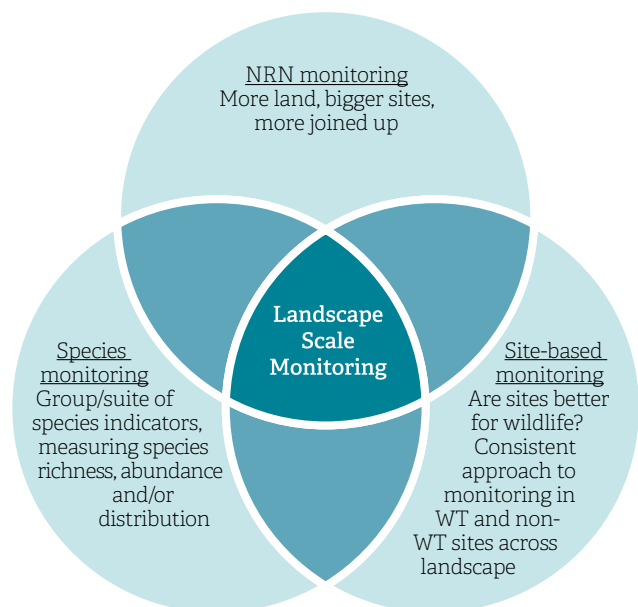 NRN monitoring
More land, bigger sites,
more joined up
Landscape
Scale
Monitoring
Species
monitoring
Group/suite of
species indicators,
measuring species
richness, abundance
and/or
distribution
Site-based
monitoring
Are sites better
for wildlife?
Consistent
approach to
monitoring in
WT and non-
WT sites across
landscape